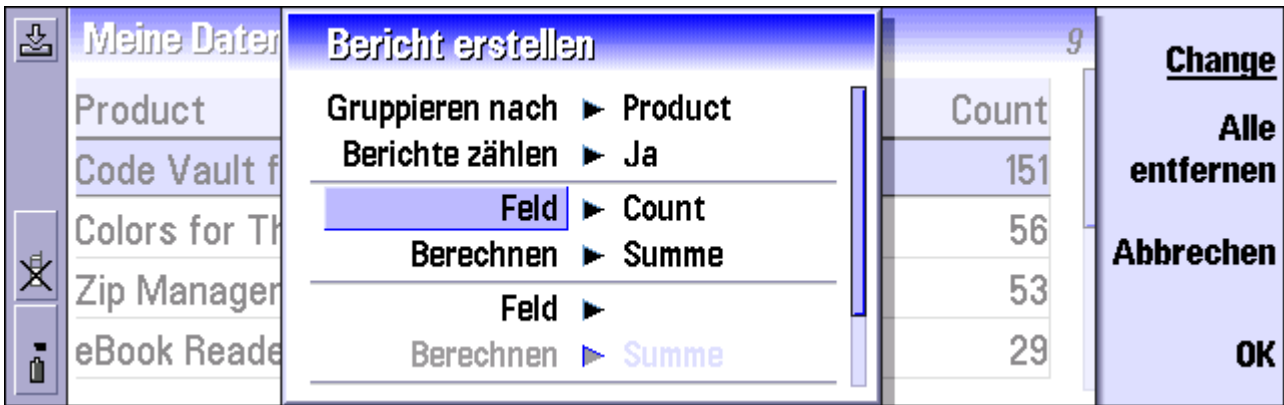 Meine Daten
9
Product
Count
Code Vault f
151
Colors for Th
56
Zip Manager
53
eBook Reade
29
Bericht erstellen
Gruppieren nach Product
Berichte zählen Ja
Feld Count
Berechnen Summe
Feld
Berechnen Summe
Change
Alle
entfernen
Abbrechen
OK